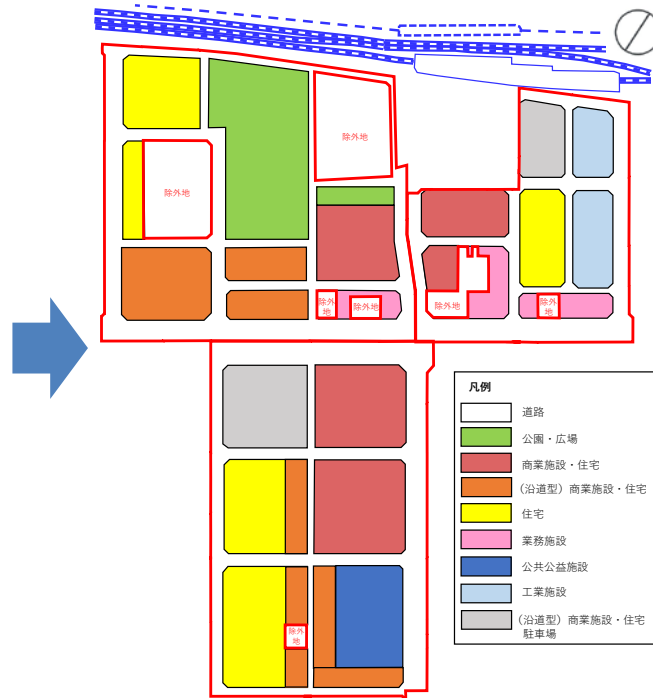 除外地
除外地
除外
地
除外地
除外地
除外
地
凡例
道路
公園・広場
商業施設・住宅
(沿道型) 商業施設・住宅
住宅
業務施設
公共公益施設
工業施設
(沿道型) 商業施設・住宅
駐車場
除外
地